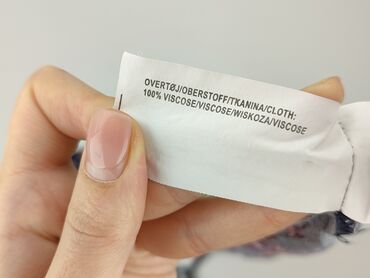 OVERTØJ/OBERSTOFF/TKANINA/CLOTH:
100% VISCOSE/VISCOSE/WISKOZA/VISCOSE